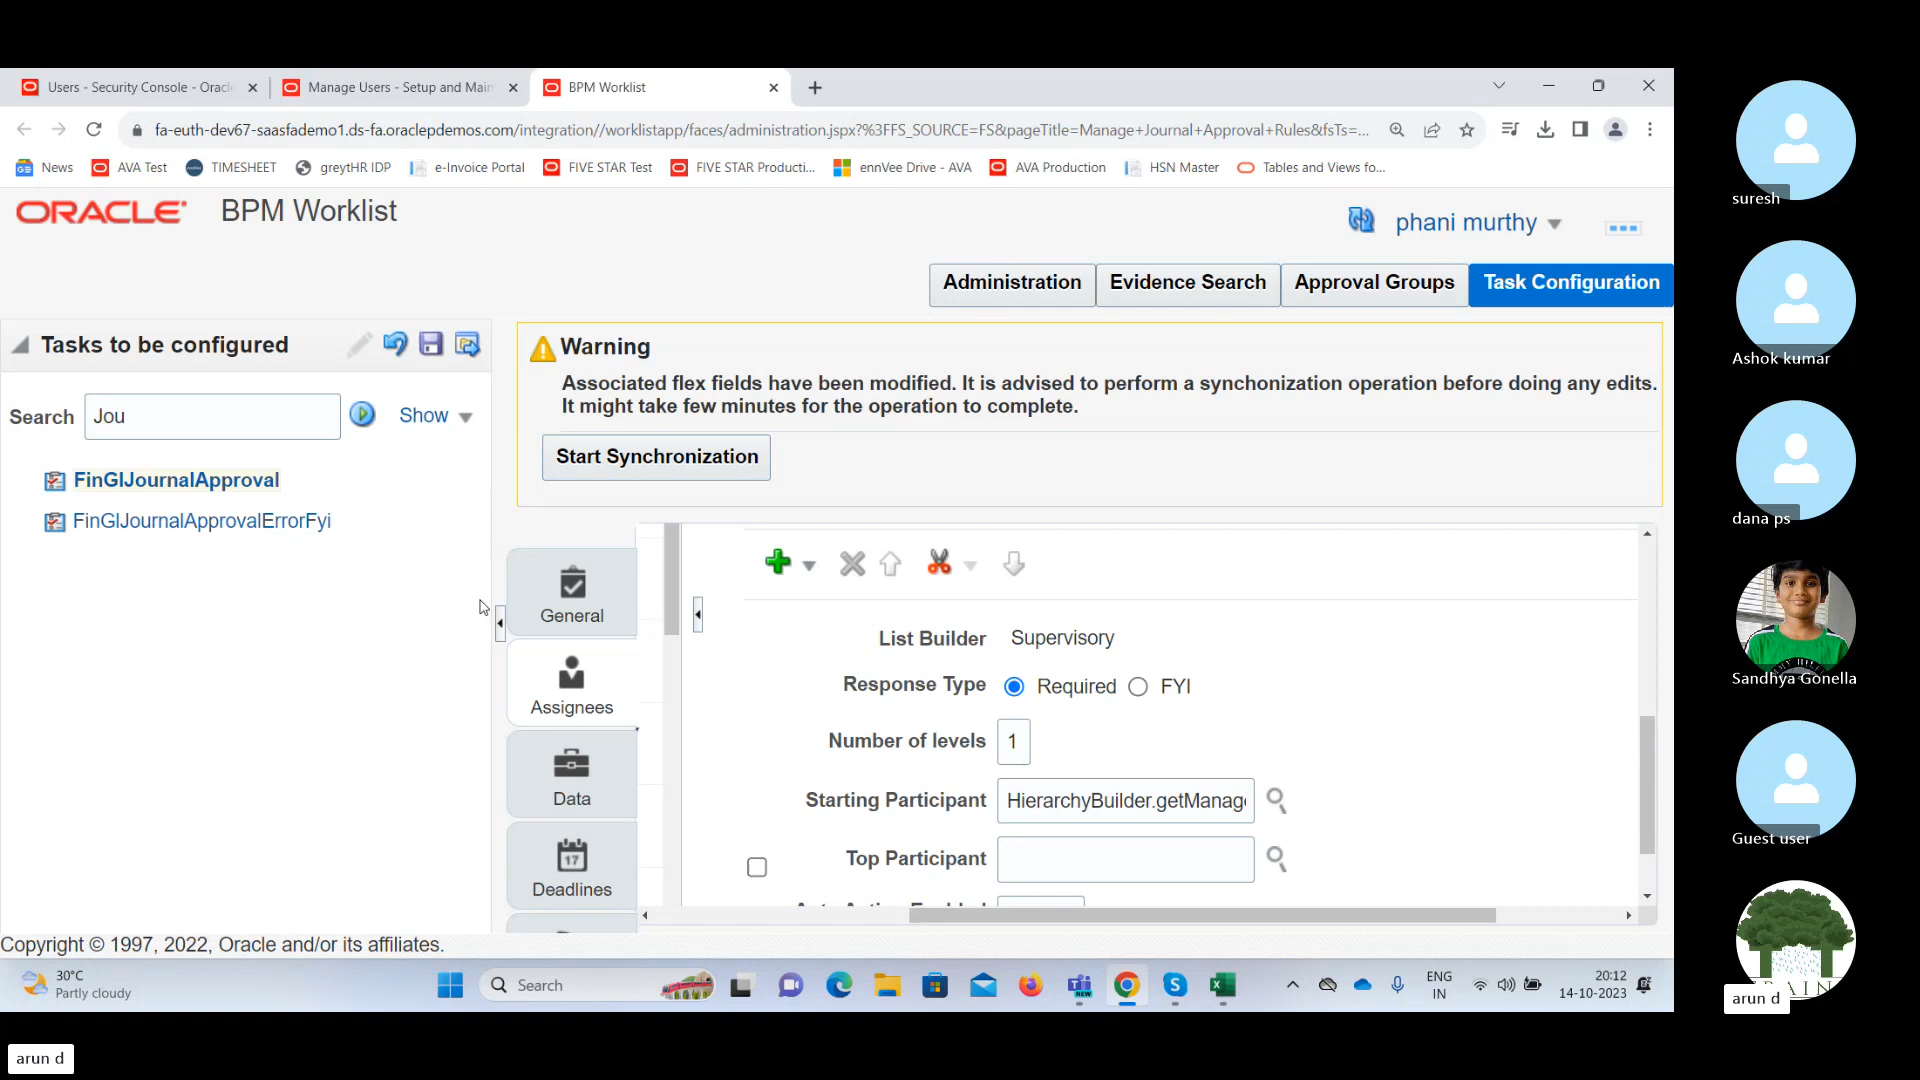 Users - Security Console - Oracl
Manage Users - Setup and Main
BPM Worklist
fa-euth-dev67-saasfademo1.ds-fa.oraclepdemos.com/integration//worklistapp/faces/administration.jspx?%3FFS_SOURCE=FS&pageTitle=Manage+Journal+Approval+Rules&fsTs=...
News
AVA Test
TIMESHEET
greytHR IDP
e-Invoice Portal
FIVE STAR Test
FIVE STAR Producti...
ennVee Drive - AVA
AVA Production
HSN Master
Tables and Views fo...
ORACLE
BPM Worklist
phani murthy
Administration
Evidence Search
Approval Groups
Task Configuration
Tasks to be configured
Search
Jou
Show
FinGlJournalApproval
FinGlJournalApprovalErrorFyi
Warning
Associated flex fields have been modified. It is advised to perform a synchonization operation before doing any edits.
It might take few minutes for the operation to complete.
Start Synchronization
General
Assignees
Data
17
Deadlines
List Builder
Supervisory
Response Type
Required
FYI
Number of levels
1
Starting Participant
HierarchyBuilder.getManag
Top Participant
Copyright © 1997, 2022, Oracle and/or its affiliates.
30°C
Partly cloudy
Search
NEW
ENG
IN
20:12
14-10-2023
suresh
Ashok kumar
dana ps
Sandhya Gonella
Guest user
arun d
arun d